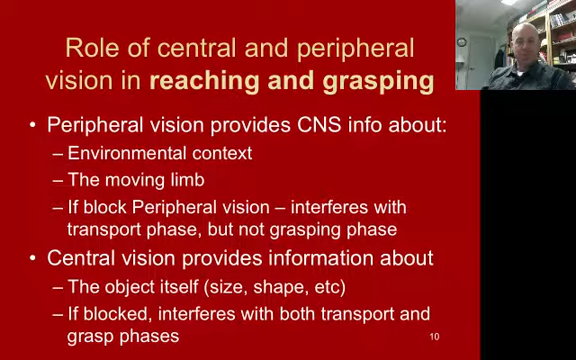 Role of central and peripheral
vision in reaching and grasping
• Peripheral vision provides CNS info about:
– Environmental context
– The moving limb
– If block Peripheral vision – interferes with
transport phase, but not grasping phase
• Central vision provides information about
– The object itself (size, shape, etc)
– If blocked, interferes with both transport and
grasp phases
10